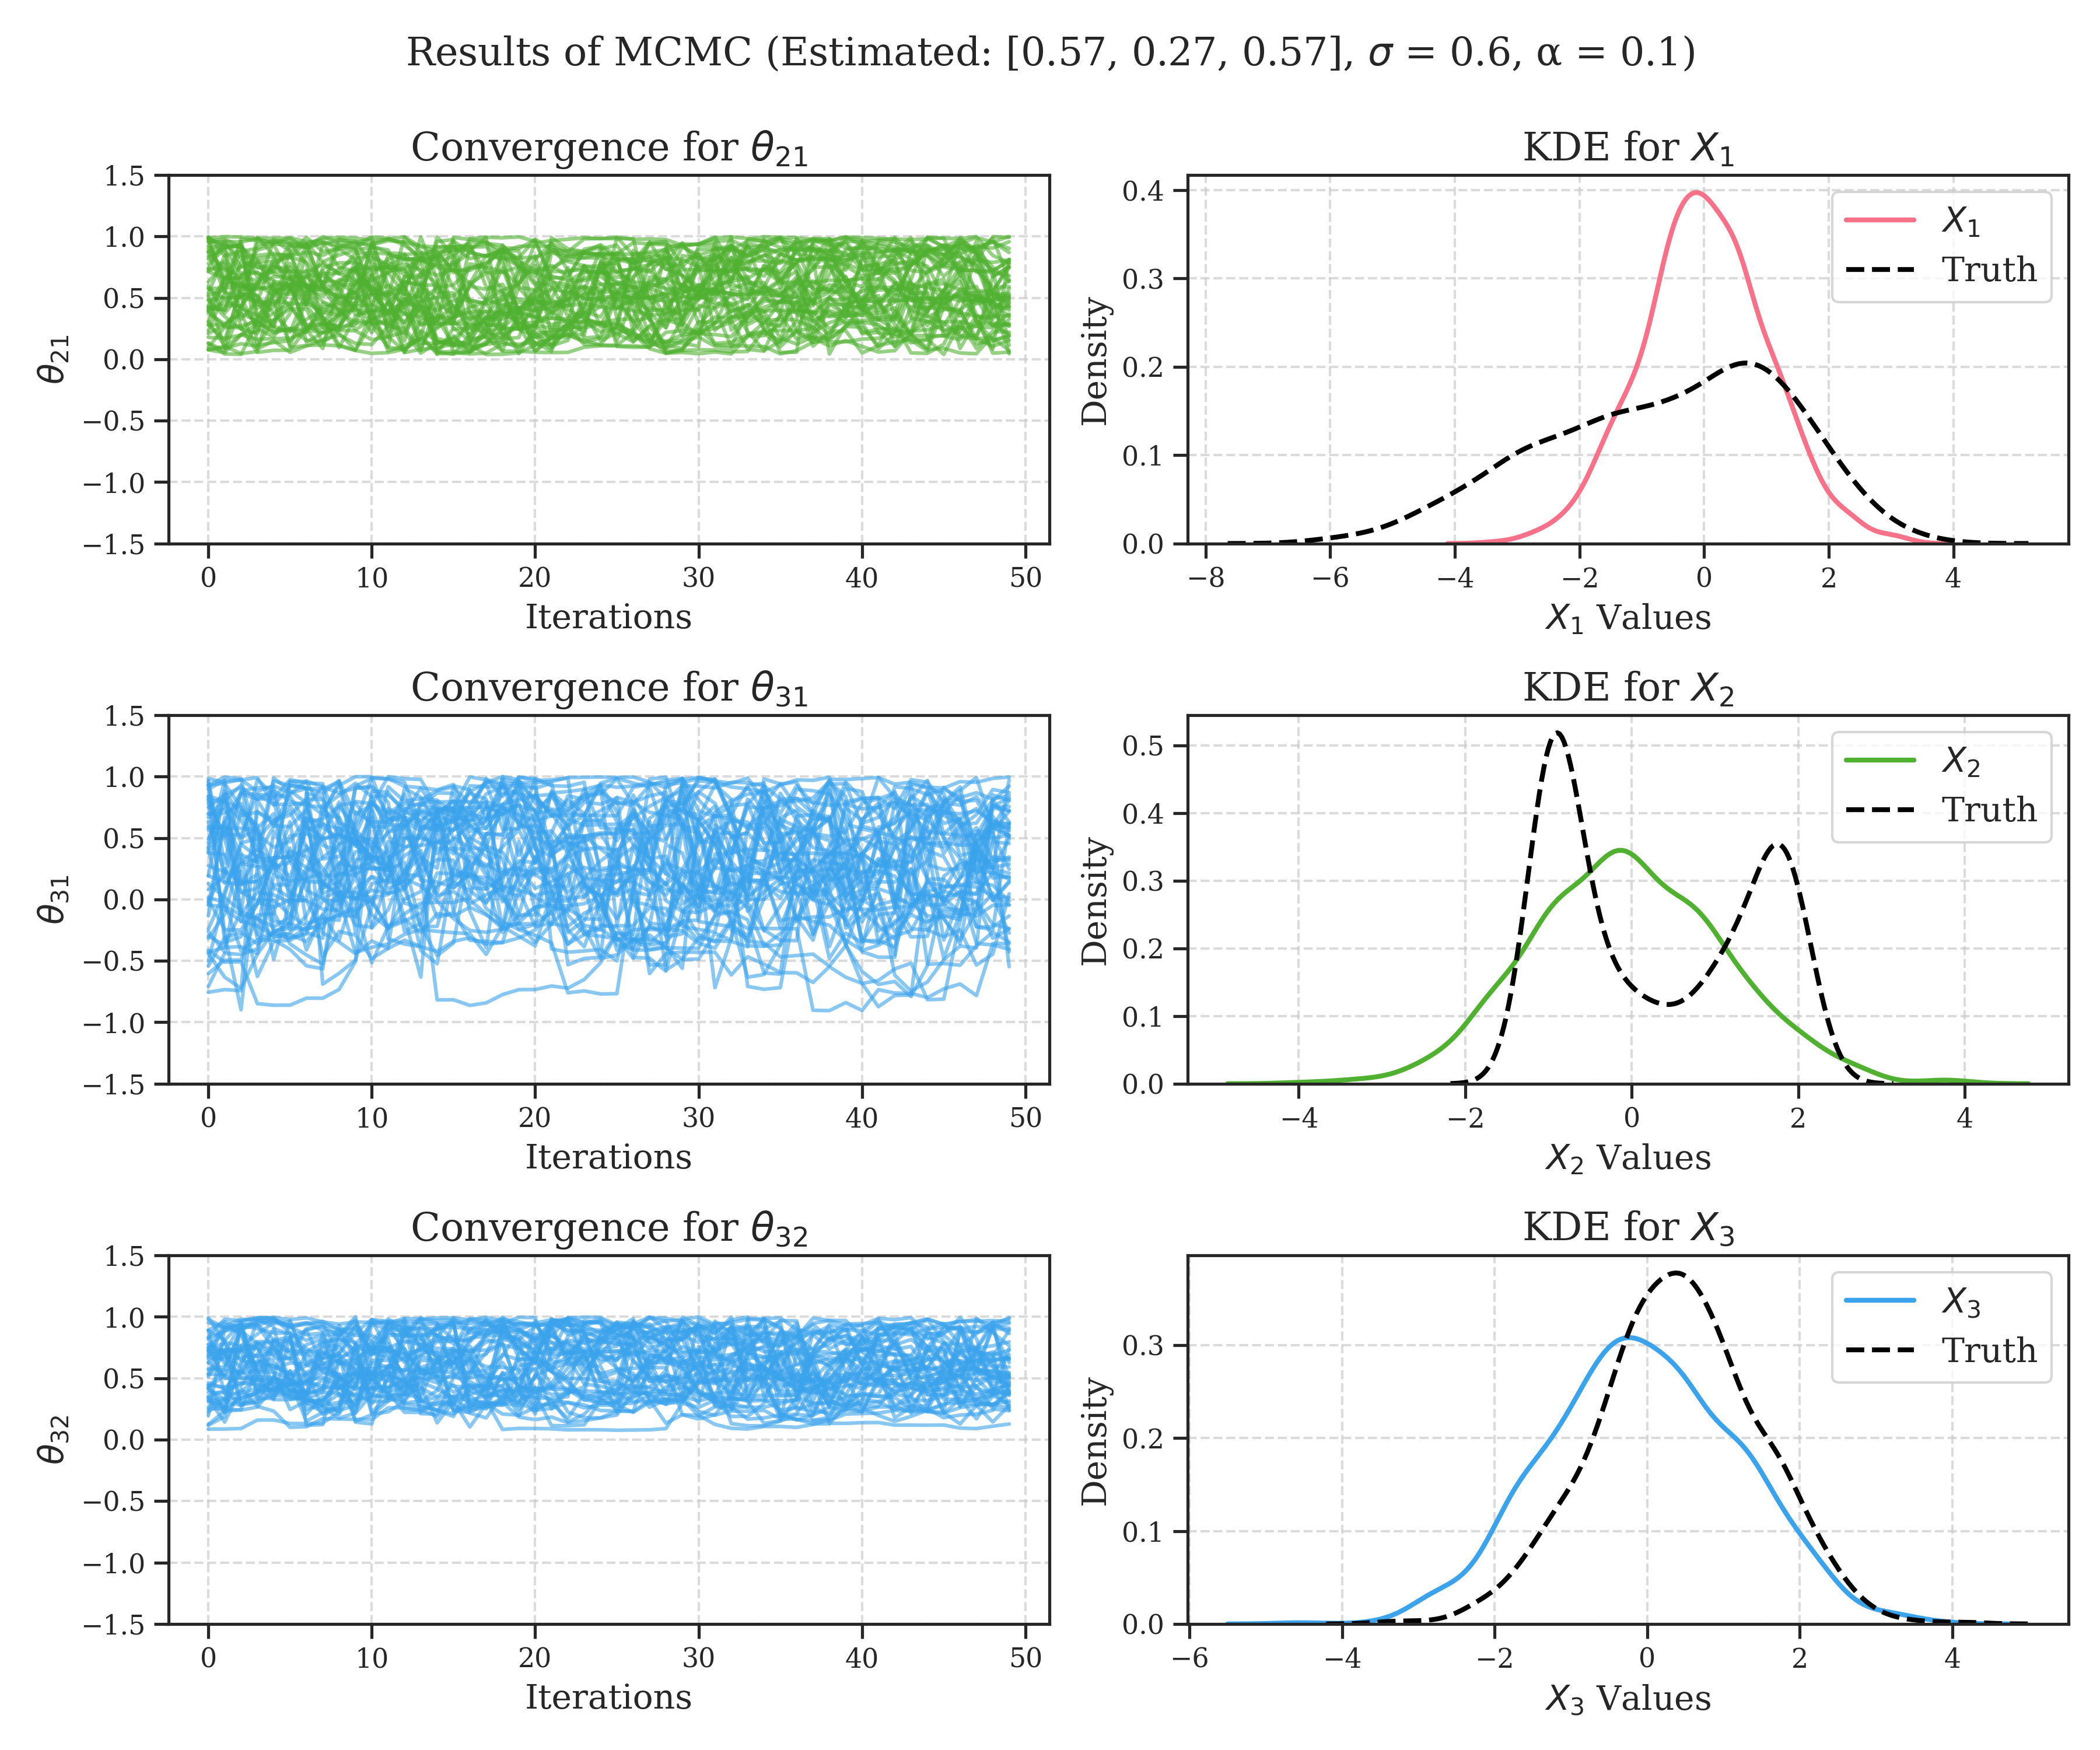 Results of MCMC (Estimated: [0.57, 0.27, 0.57], σ = 0.6, α = 0.1)
Convergence for θ21
1.5
1.0
0.5
0.0
−0.5
−1.0
−1.5
θ21
0 10 20 30 40 50
Iterations
KDE for X1
0.4
0.3
0.2
0.1
0.0
Density
X1
Truth
−8 −6 −4 −2 0 2 4
X1 Values
Convergence for θ31
1.5
1.0
0.5
0.0
−0.5
−1.0
−1.5
θ31
0 10 20 30 40 50
Iterations
KDE for X2
0.5
0.4
0.3
0.2
0.1
0.0
Density
X2
Truth
−4 −2 0 2 4
X2 Values
Convergence for θ32
1.5
1.0
0.5
0.0
−0.5
−1.0
−1.5
θ32
0 10 20 30 40 50
Iterations
KDE for X3
0.3
0.2
0.1
0.0
Density
X3
Truth
−6 −4 −2 0 2 4
X3 Values